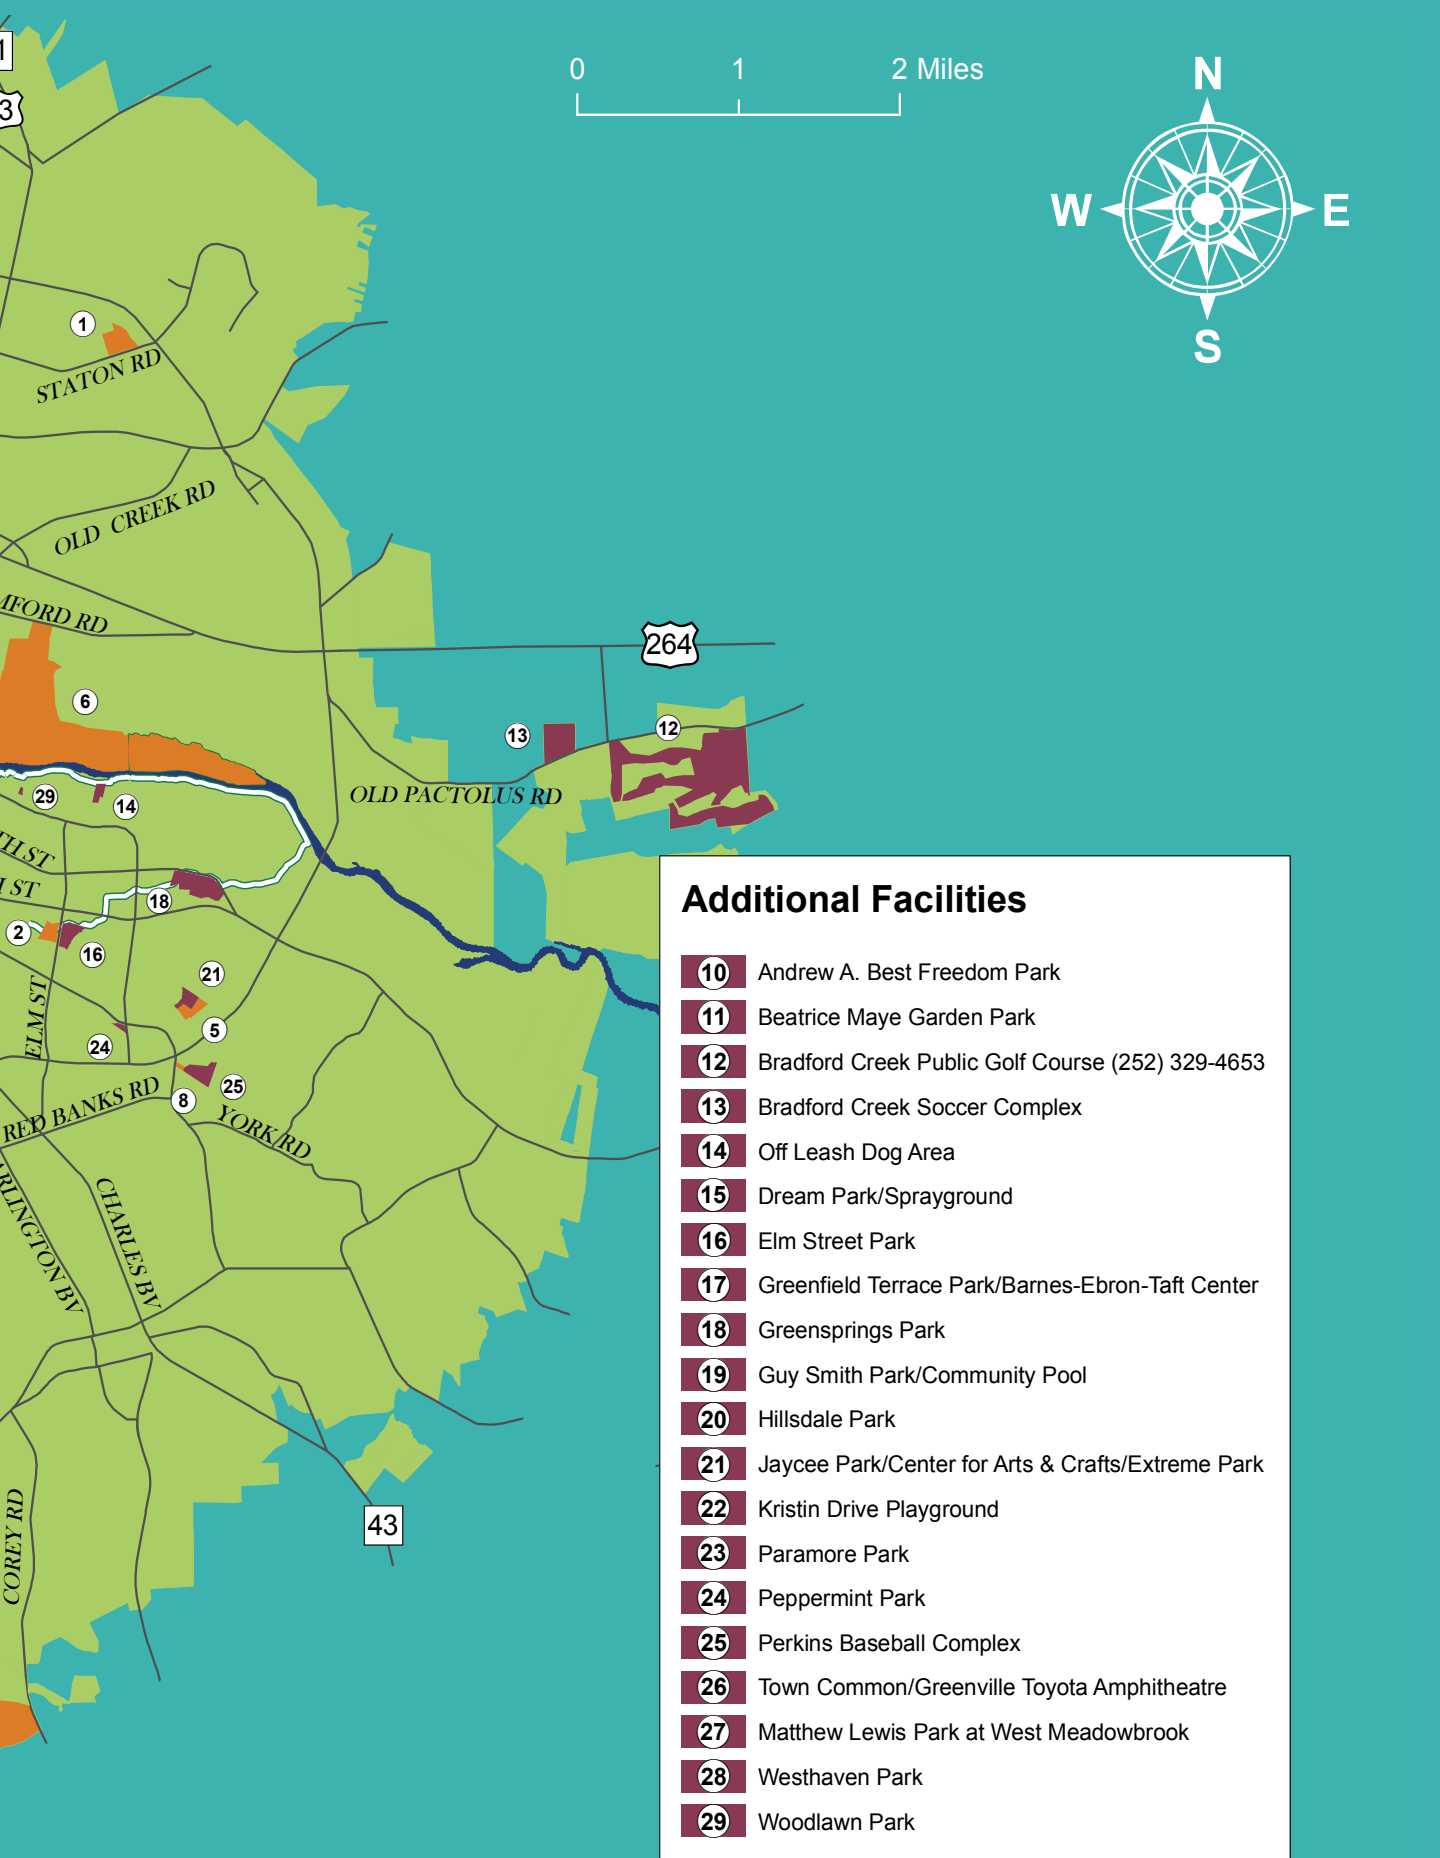 1
3
0 1 2 Miles
N
W E
S
1
STATON RD
OLD CREEK RD
MFORD RD
264
6
13
12
OLD PACTOLUS RD
29
14
TH ST
ST
18
2
16
21
ELM ST
5
24
25
8
RED BANKS RD
YORK RD
ARLINGTON BV
CHARLES BV
43
COREY RD
Additional Facilities
10 Andrew A. Best Freedom Park
11 Beatrice Maye Garden Park
12 Bradford Creek Public Golf Course (252) 329-4653
13 Bradford Creek Soccer Complex
14 Off Leash Dog Area
15 Dream Park/Sprayground
16 Elm Street Park
17 Greenfield Terrace Park/Barnes-Ebron-Taft Center
18 Greensprings Park
19 Guy Smith Park/Community Pool
20 Hillsdale Park
21 Jaycee Park/Center for Arts & Crafts/Extreme Park
22 Kristin Drive Playground
23 Paramore Park
24 Peppermint Park
25 Perkins Baseball Complex
26 Town Common/Greenville Toyota Amphitheatre
27 Matthew Lewis Park at West Meadowbrook
28 Westhaven Park
29 Woodlawn Park